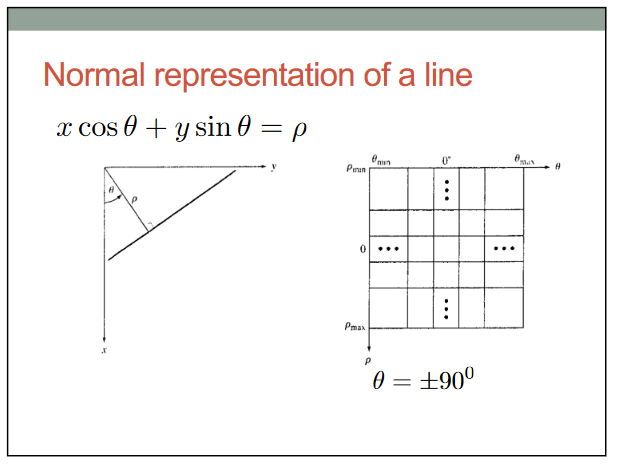 Normal representation of a line
x cos θ + y sin θ = ρ
y
θ
ρ
x
θmin 0° θmax
ρmin θ
0 ••• •••
ρmax
ρ
θ = ±90⁰